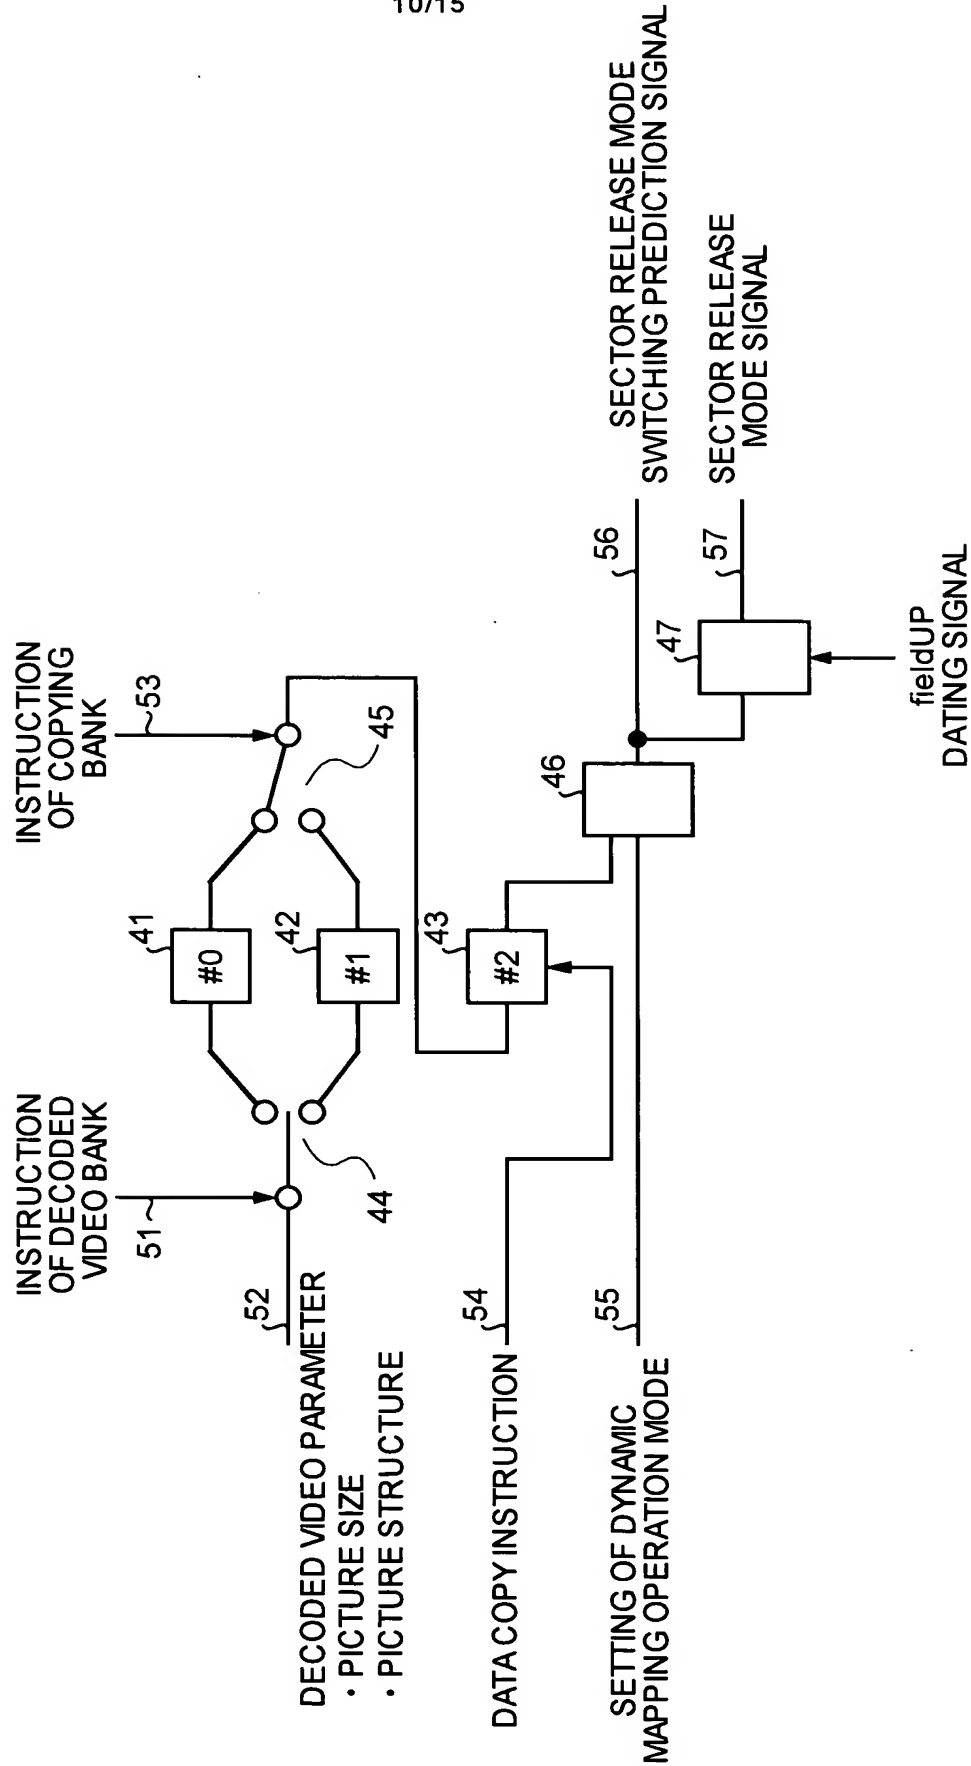 10/15
INSTRUCTION
OF DECODED
VIDEO BANK
51
INSTRUCTION
OF COPYING
BANK
53
52
DECODED VIDEO PARAMETER
· PICTURE SIZE
· PICTURE STRUCTURE
44
41
#0
42
#1
45
54
DATA COPY INSTRUCTION
43
#2
55
SETTING OF DYNAMIC
MAPPING OPERATION MODE
46
47
56
SECTOR RELEASE MODE
SWITCHING PREDICTION SIGNAL
57
SECTOR RELEASE
MODE SIGNAL
fieldUP
DATING SIGNAL